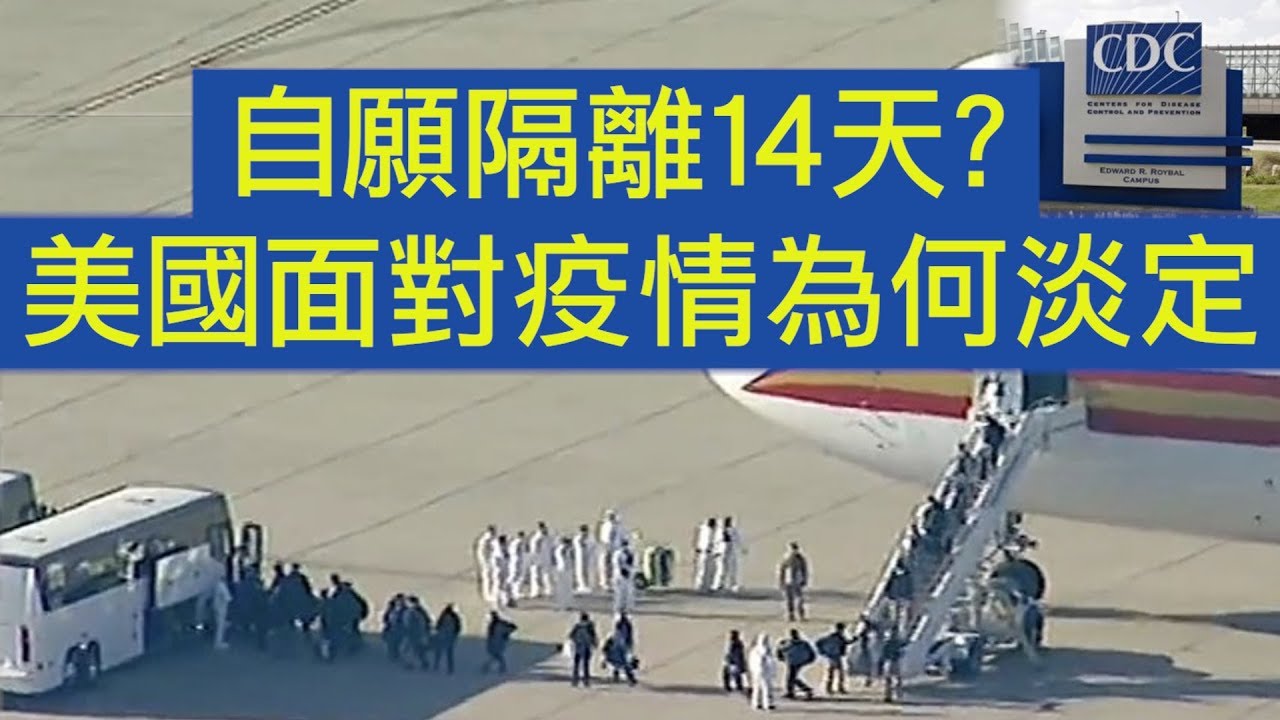 自願隔離14天?
美國面對疫情為何淡定
CDC
CENTERS FOR DISEASE
CONTROL AND PREVENTION
EDWARD R. ROYBAL
CAMPUS